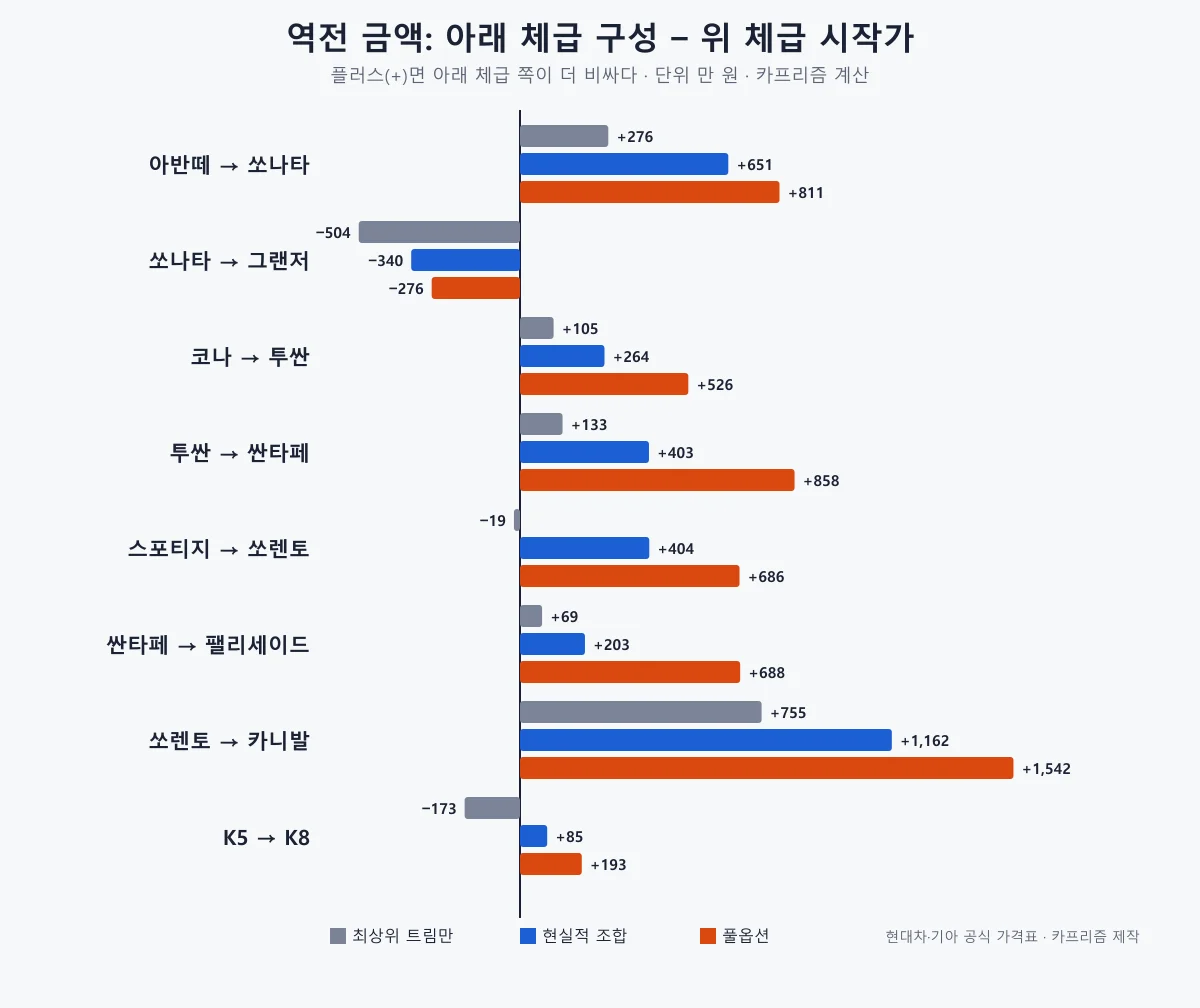 역전 금액: 아래 체급 구성 − 위 체급 시작가
플러스(+)면 아래 체급 쪽이 더 비싸다 · 단위 만 원 · 카프리즘 계산
아반떼 → 쏘나타
+276
+651
+811
쏘나타 → 그랜저
−504
−340
−276
코나 → 투싼
+105
+264
+526
투싼 → 싼타페
+133
+403
+858
스포티지 → 쏘렌토
−19
+404
+686
싼타페 → 팰리세이드
+69
+203
+688
쏘렌토 → 카니발
+755
+1,162
+1,542
K5 → K8
−173
+85
+193
최상위 트림만
현실적 조합
풀옵션
현대차·기아 공식 가격표 · 카프리즘 제작